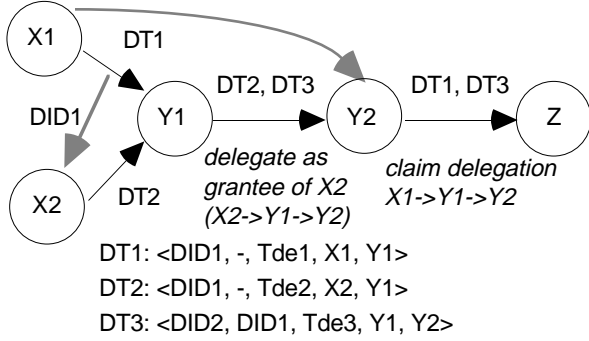 X1
DT1
DT2, DT3
DT1, DT3
DID1
Y1
Y2
Z
X2
DT2
delegate as
grantee of X2
(X2->Y1->Y2)
claim delegation
X1->Y1->Y2
DT1: <DID1, -, Tde1, X1, Y1>
DT2: <DID1, -, Tde2, X2, Y1>
DT3: <DID2, DID1, Tde3, Y1, Y2>